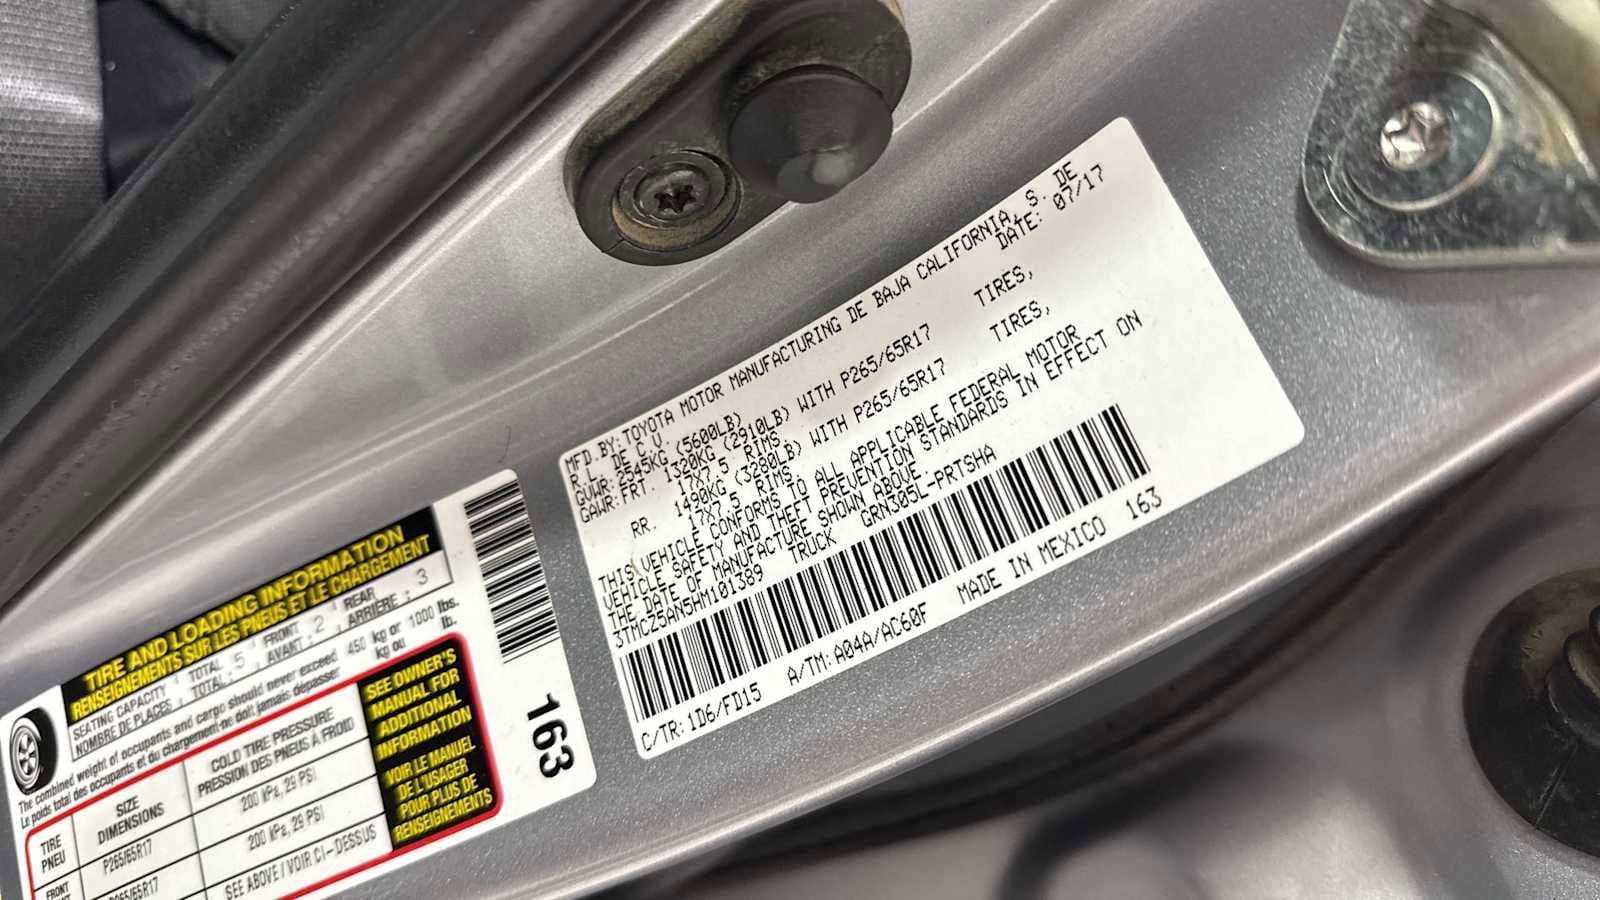 MFD.BY:TOYOTA MOTOR MANUFACTURING DE BAJA CALIFORNIA, S. DE
R.L. DE C.V. DATE: 07/17
GVWR:2545KG (5600LB)
GAWR:FRT. 1320KG (2910LB) WITH P265/65R17 TIRES,
17X7.5 RIMS.
RR. 1490KG (3280LB) WITH P265/65R17 TIRES,
17X7.5 RIMS.
THIS VEHICLE CONFORMS TO ALL APPLICABLE FEDERAL MOTOR
VEHICLE SAFETY AND THEFT PREVENTION STANDARDS IN EFFECT ON
THE DATE OF MANUFACTURE SHOWN ABOVE.
3TMCZ5AN5HM101389 TRUCK GRN305L-PRTSHA
C/TR:1D6/FD15 A/TM:A04A/AC60F MADE IN MEXICO 163
TIRE AND LOADING INFORMATION
RENSEIGNEMENTS SUR LES PNEUS ET LE CHARGEMENT
SEATING CAPACITY TOTAL 5 FRONT 2 REAR 3
NOMBRE DE PLACES TOTAL: AVANT: ARRIÈRE:
The combined weight of occupants and cargo should never exceed 450 kg or 1000 lbs.
Le poids total des occupants et du chargement ne doit jamais dépasser kg ou lb.
TIRE
PNEU
SIZE
DIMENSIONS
COLD TIRE PRESSURE
PRESSION DES PNEUS À FROID
FRONT
P265/65R17
200 kPa, 29 PSI
P265/65R17
200 kPa, 29 PSI
SEE ABOVE / VOIR CI-DESSUS
SEE OWNER'S
MANUAL FOR
ADDITIONAL
INFORMATION
VOIR LE MANUEL
DE L'USAGER
POUR PLUS DE
RENSEIGNEMENTS
163